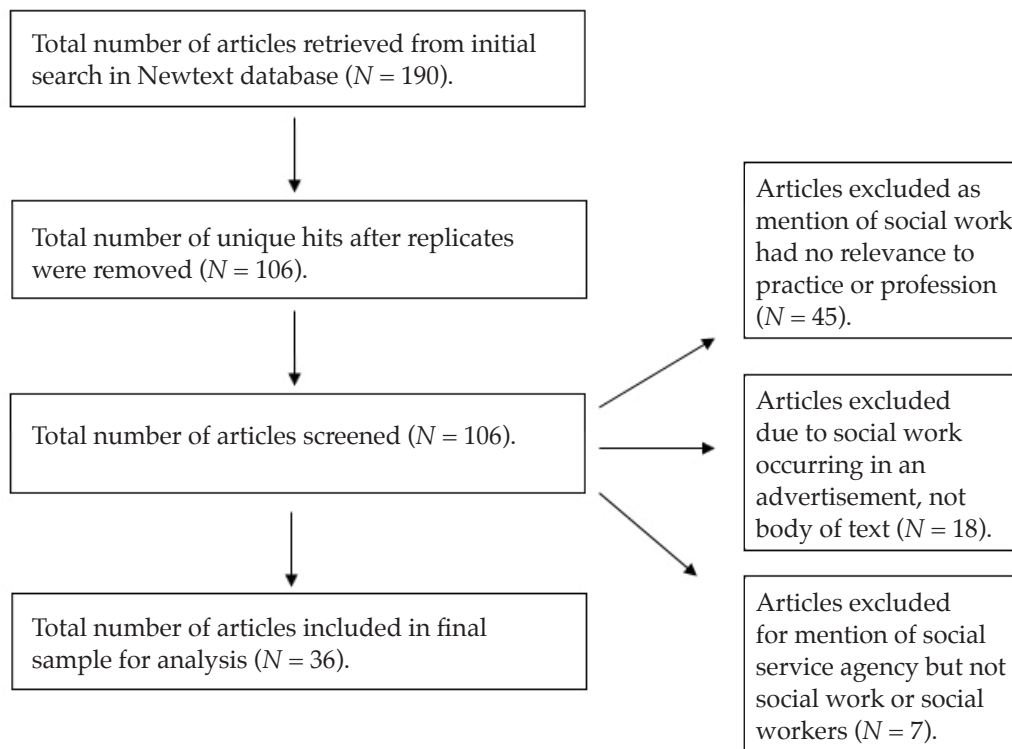 Total number of articles retrieved from initial
search in Newtext database (N = 190).
Total number of unique hits after replicates
were removed (N = 106).
Total number of articles screened (N = 106).
Total number of articles included in final
sample for analysis (N = 36).
Articles excluded as
mention of social work
had no relevance to
practice or profession
(N = 45).
Articles excluded
due to social work
occurring in an
advertisement, not
body of text (N = 18).
Articles excluded
for mention of social
service agency but not
social work or social
workers (N = 7).